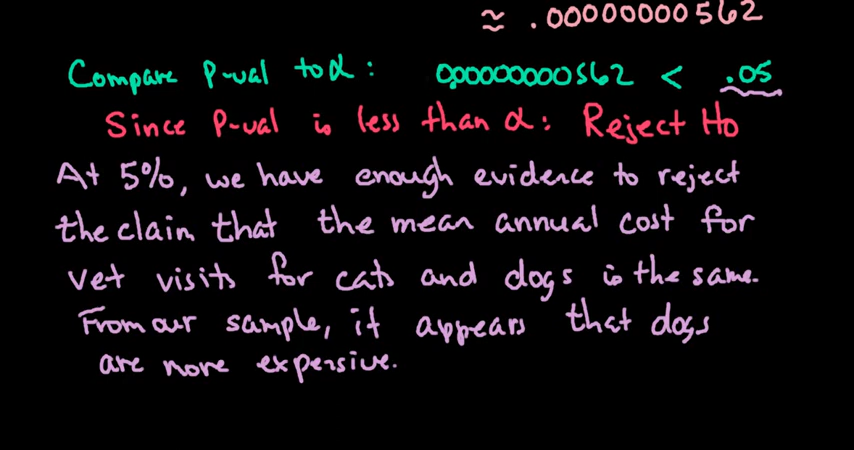 ≈ .00000000562
Compare P-val to α : 0.00000000562 < .05
Since P-val is less than α : Reject Ho
At 5%, we have enough evidence to reject
the claim that the mean annual cost for
vet visits for cats and dogs is the same.
From our sample, it appears that dogs
are more expensive.